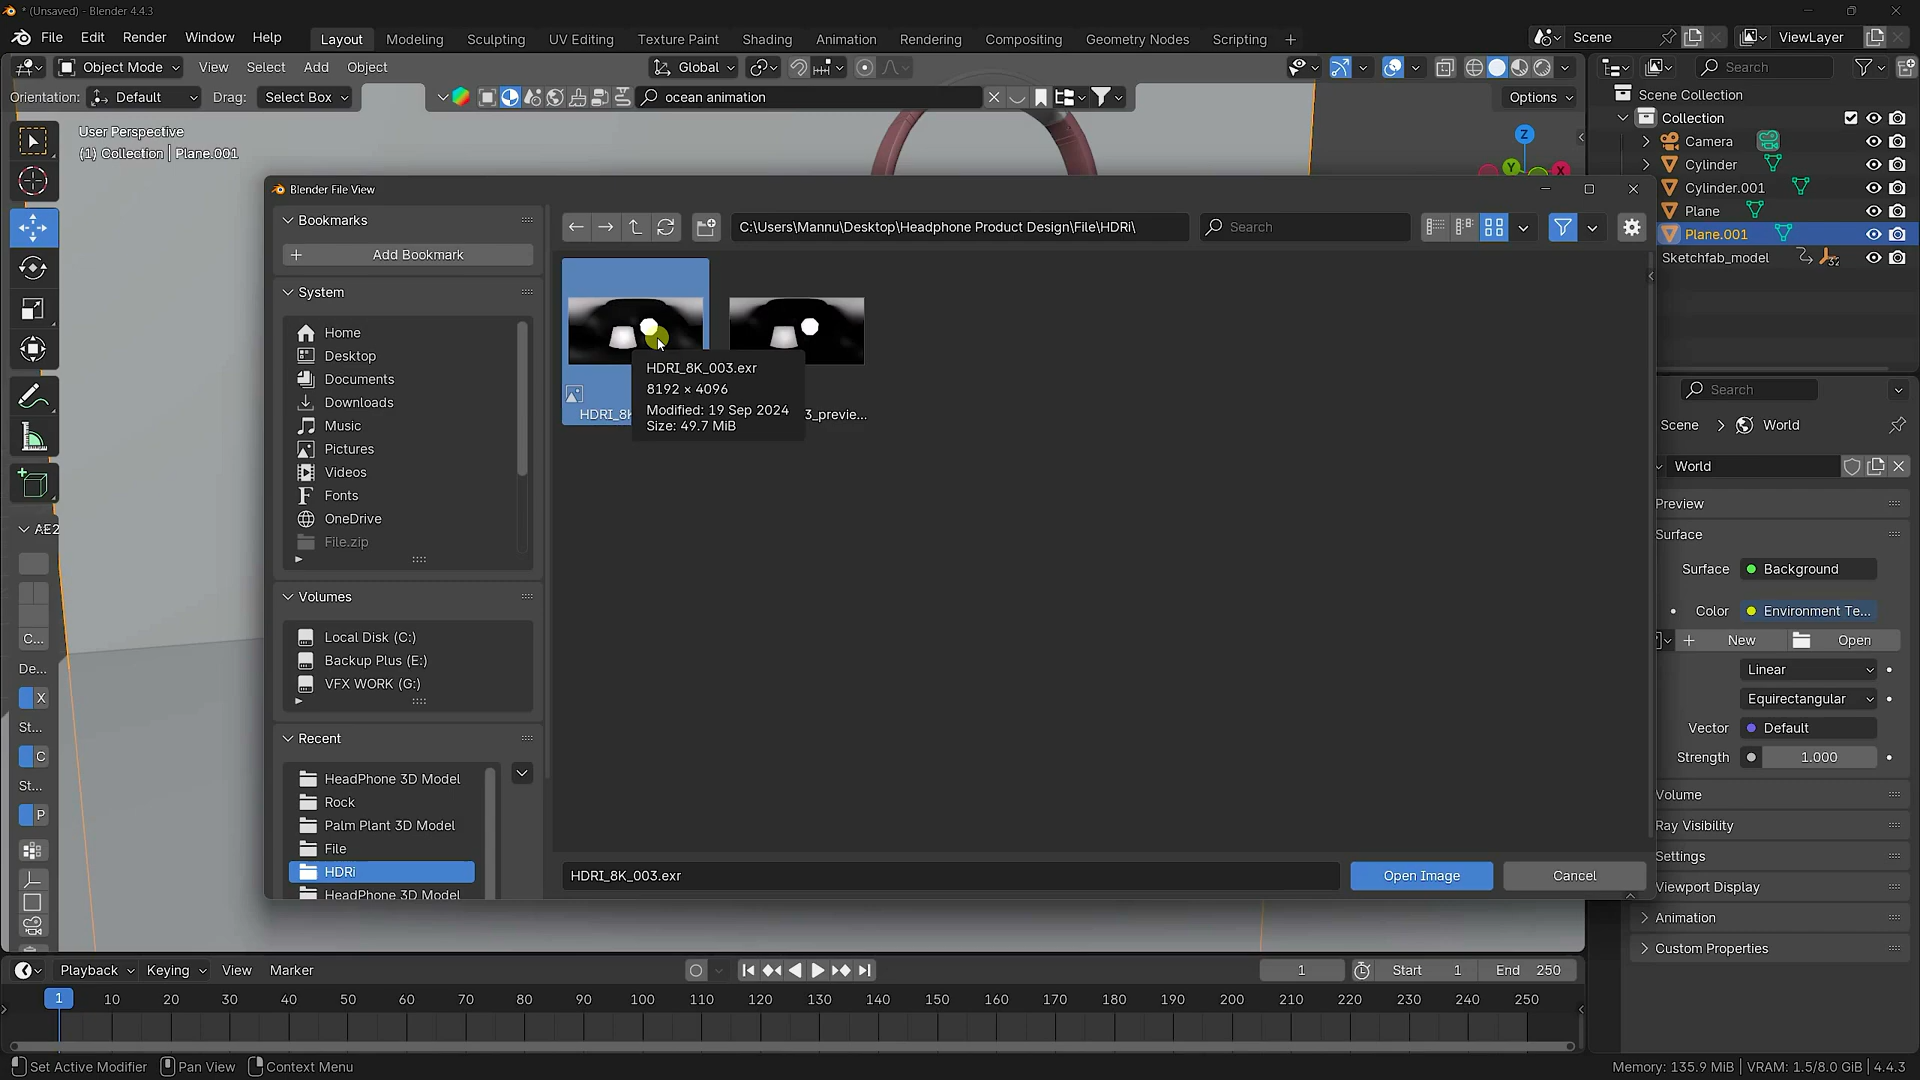 * (Unsaved) - Blender 4.4.3
File Edit Render Window Help
Layout Modeling Sculpting UV Editing Texture Paint Shading Animation Rendering Compositing Geometry Nodes Scripting +
Scene
ViewLayer
Object Mode View Select Add Object
Global
Search
Orientation: Default Drag: Select Box
ocean animation
Options
User Perspective
(1) Collection | Plane.001
Z
Y
X
Scene Collection
Collection
Camera
Cylinder
Cylinder.001
Plane
Plane.001
Sketchfab_model
32
Blender File View
Bookmarks
Add Bookmark
System
Home
Desktop
Documents
Downloads
Music
Pictures
Videos
Fonts
OneDrive
File.zip
Volumes
Local Disk (C:)
Backup Plus (E:)
VFX WORK (G:)
Recent
HeadPhone 3D Model
Rock
Palm Plant 3D Model
File
HDRi
HeadPhone 3D Model
C:\Users\Mannu\Desktop\Headphone Product Design\File\HDRi\
Search
HDRI_8K_003.exr
8192 × 4096
Modified: 19 Sep 2024
Size: 49.7 MiB
HDRI_8K
3_previe...
HDRI_8K_003.exr
Open Image
Cancel
AE2
C...
De...
X
St...
C
St...
P
Search
Scene > World
World
Preview
Surface
Surface Background
Color Environment Te...
New Open
Linear
Equirectangular
Vector Default
Strength 1.000
Volume
Ray Visibility
Settings
Viewport Display
Animation
Custom Properties
Playback Keying View Marker
1
Start 1
End 250
1 10 20 30 40 50 60 70 80 90 100 110 120 130 140 150 160 170 180 190 200 210 220 230 240 250
Set Active Modifier Pan View Context Menu
Memory: 135.9 MiB | VRAM: 1.5/8.0 GiB | 4.4.3